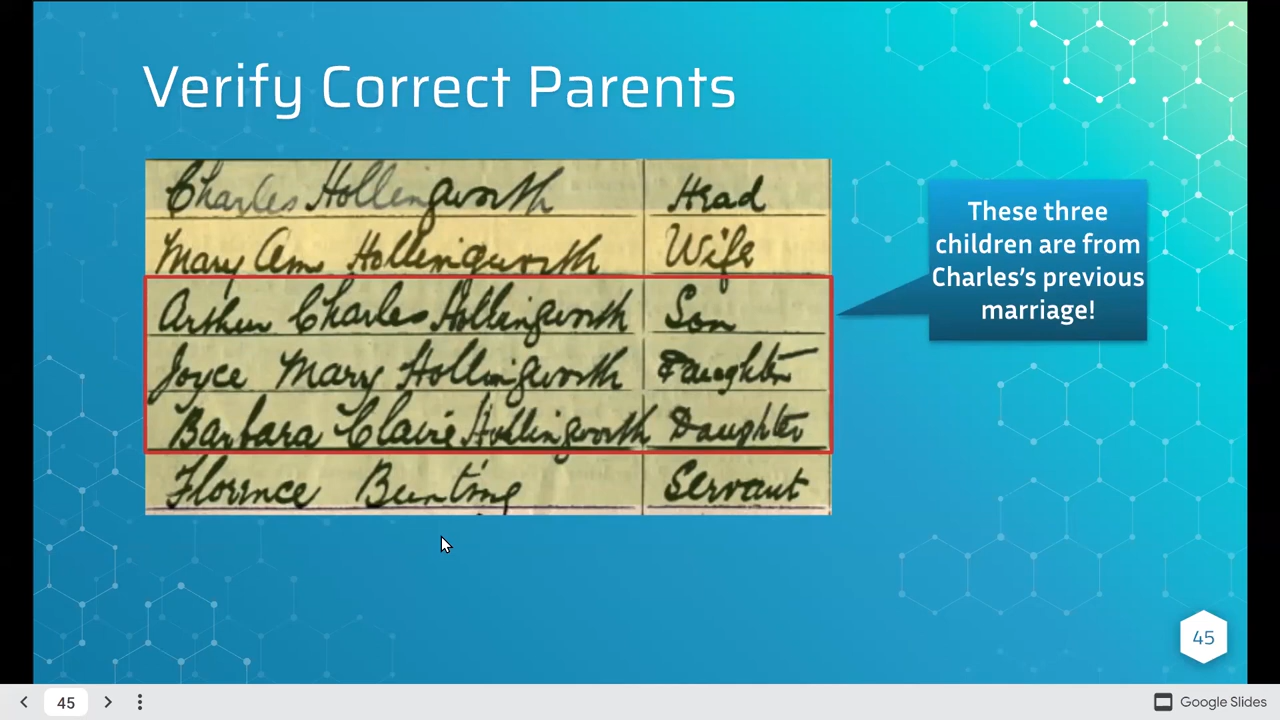 Verify Correct Parents
Charles Hollingworth Head
Mary Ann Hollingworth Wife
Arthur Charles Hollingworth Son
Joyce Mary Hollingworth Daughter
Barbara Claire Hollingworth Daughter
Florence Bunting Servant
These three
children are from
Charles's previous
marriage!
45
45
Google Slides